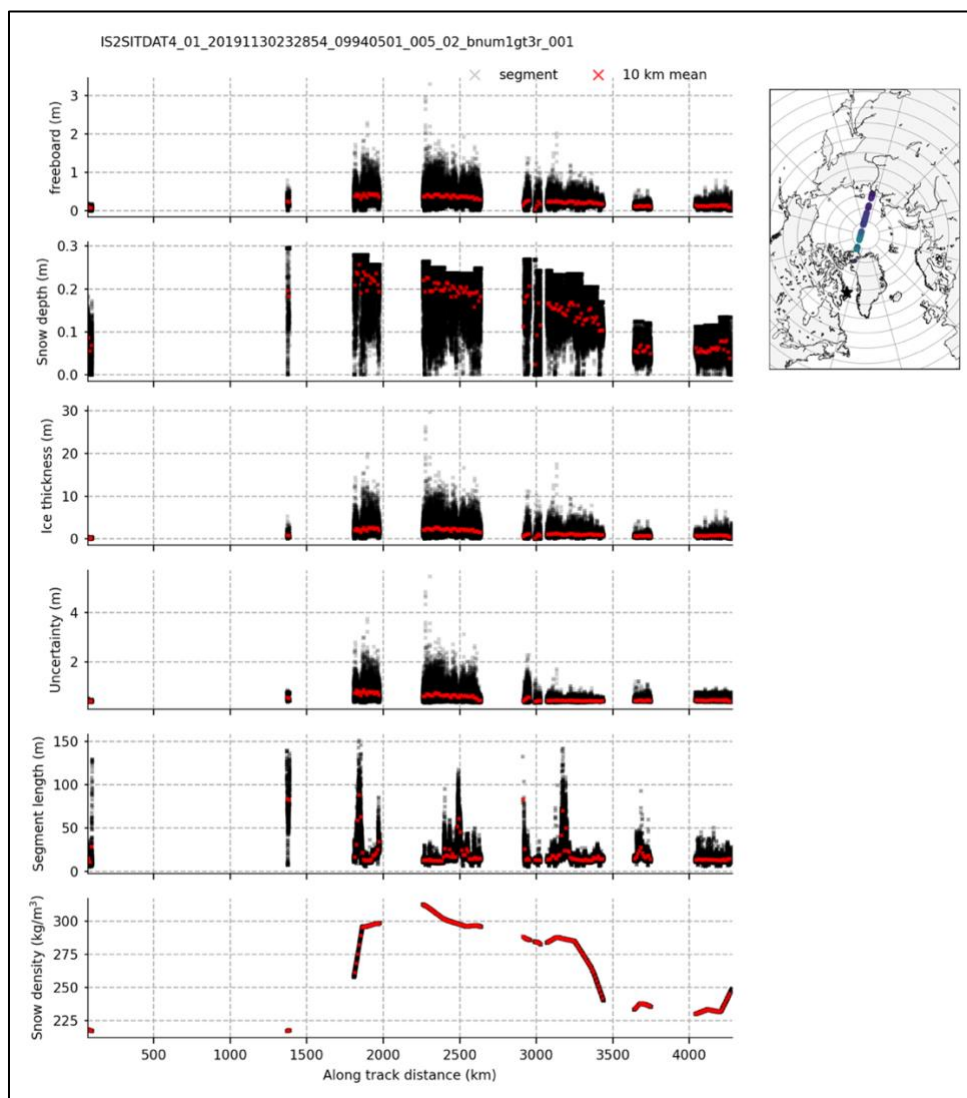 IS2SITDAT4_01_20191130232854_09940501_005_02_bnum1gt3r_001
segment
10 km mean
freeboard (m)
3
2
1
0
Snow depth (m)
0.3
0.2
0.1
0.0
Ice thickness (m)
30
20
10
0
Uncertainty (m)
4
2
Segment length (m)
150
100
50
0
Snow density (kg/m³)
300
275
250
225
500 1000 1500 2000 2500 3000 3500 4000
Along track distance (km)